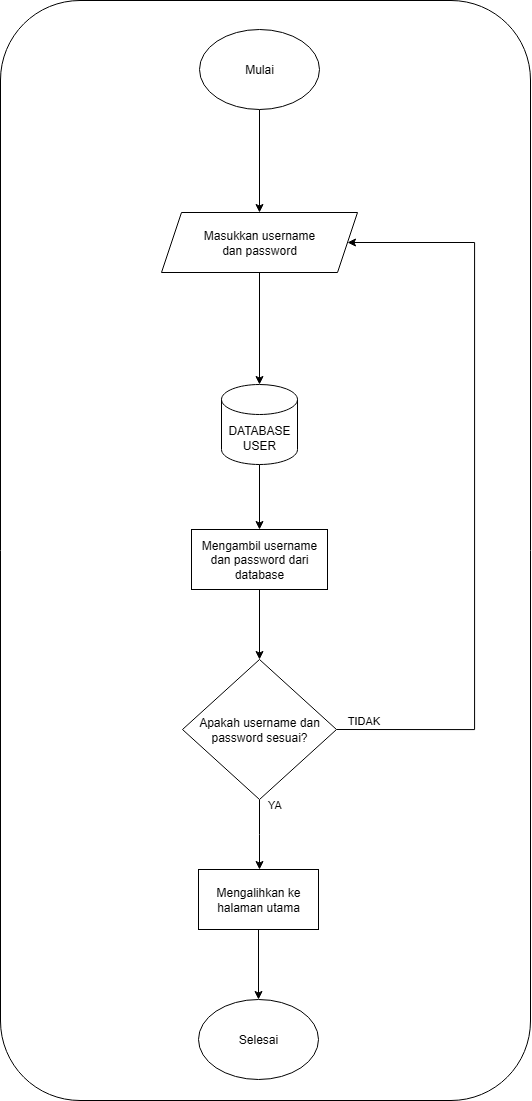 Mulai
Masukkan username
dan password
DATABASE
USER
Mengambil username
dan password dari
database
Apakah username dan
password sesuai?
TIDAK
YA
Mengalihkan ke
halaman utama
Selesai